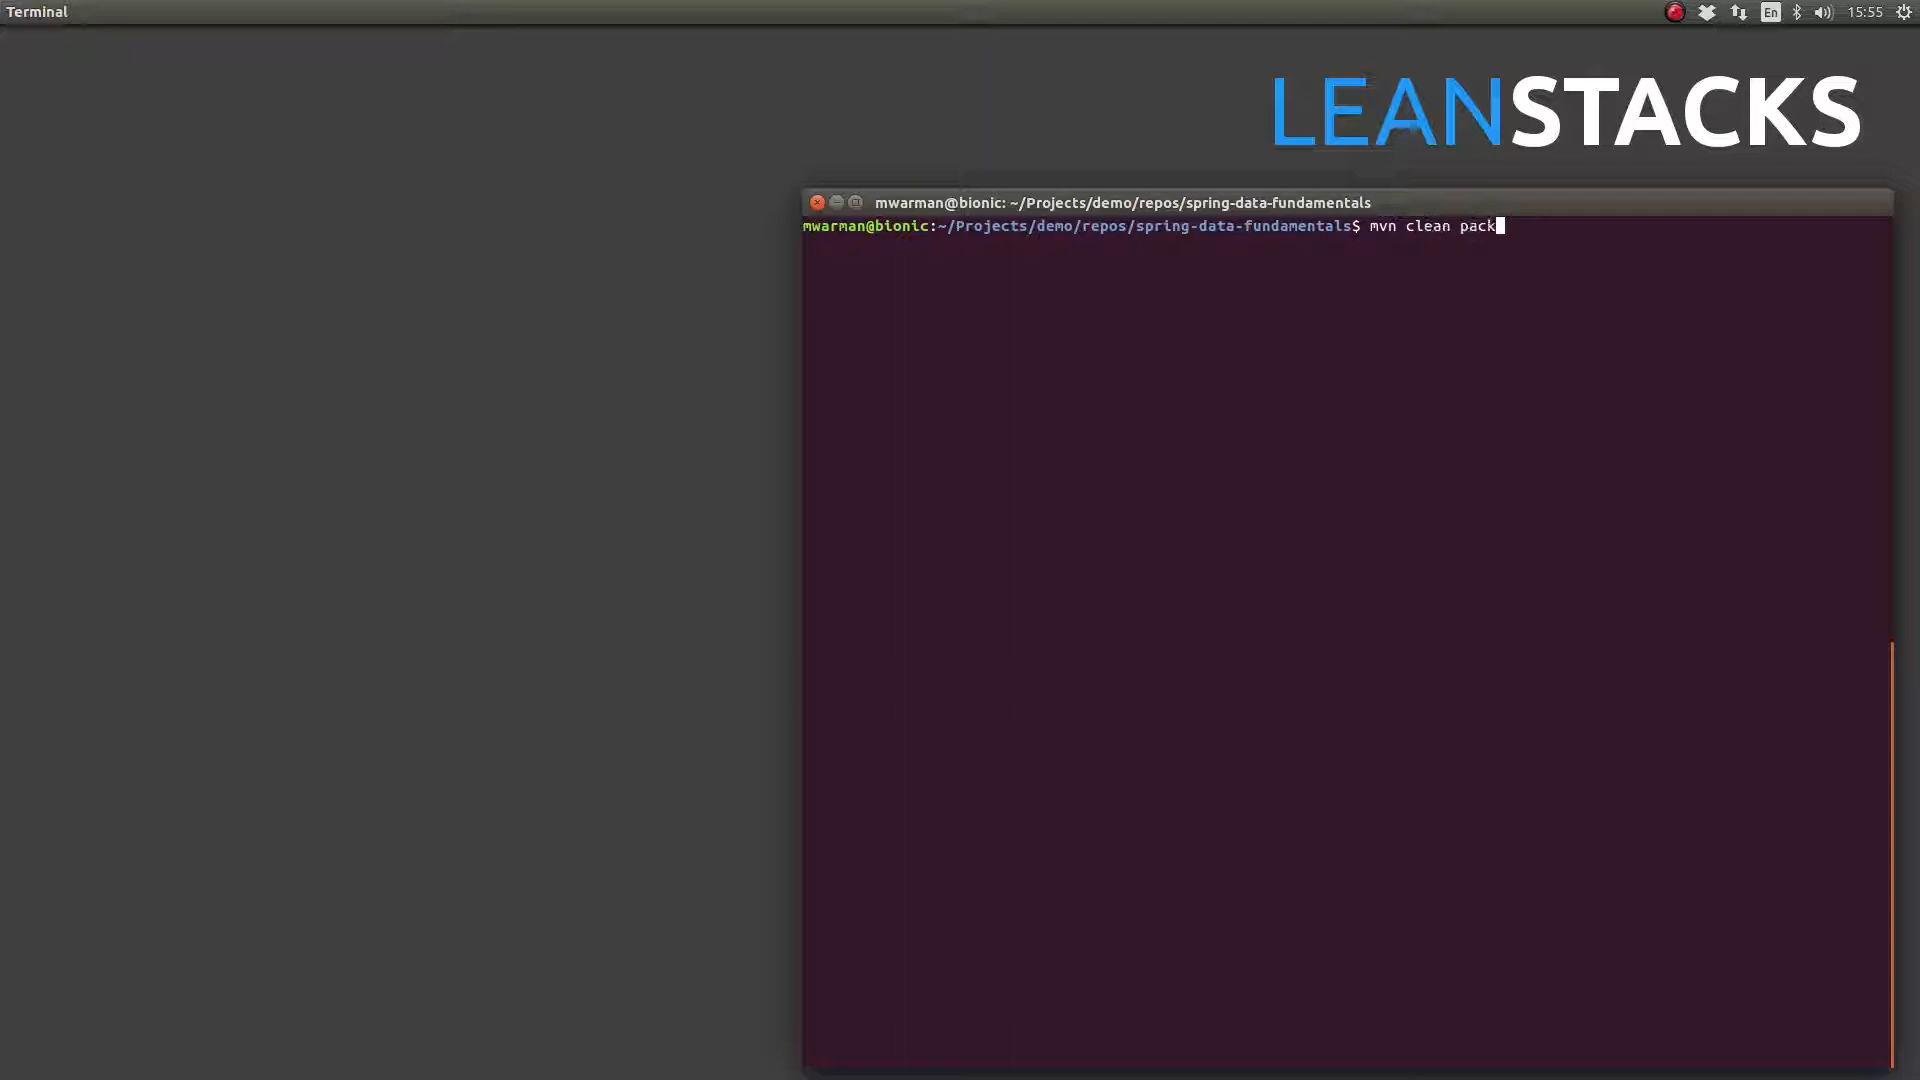 Terminal
En
15:55
LEANSTACKS
mwarman@bionic: ~/Projects/demo/repos/spring-data-fundamentals
mwarman@bionic:~/Projects/demo/repos/spring-data-fundamentals$ mvn clean pack